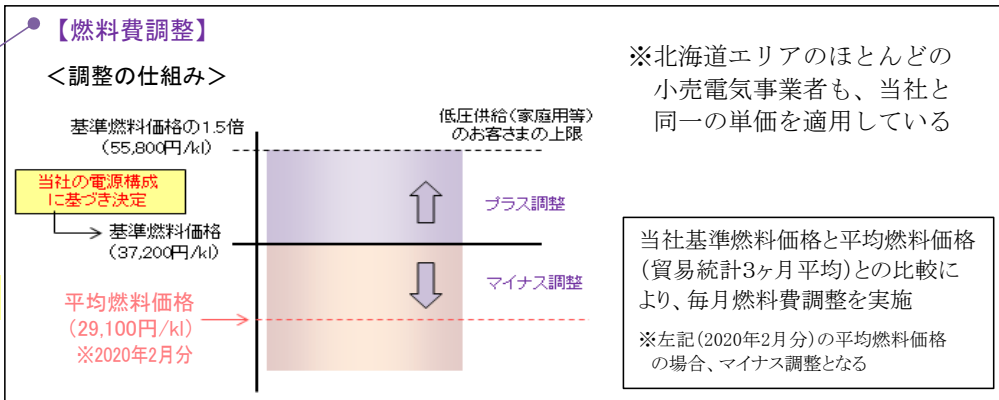 【燃料費調整】
＜調整の仕組み＞
基準燃料価格の1.5倍
(55,800円/kl)
低圧供給(家庭用等)
のお客さまの上限
当社の電源構成
に基づき決定
基準燃料価格
(37,200円/kl)
プラス調整
マイナス調整
平均燃料価格
(29,100円/kl)
※2020年2月分
※北海道エリアのほとんどの
小売電気事業者も、当社と
同一の単価を適用している
当社基準燃料価格と平均燃料価格
(貿易統計3ヶ月平均)との比較に
より、毎月燃料費調整を実施
※左記(2020年2月分)の平均燃料価格
の場合、マイナス調整となる